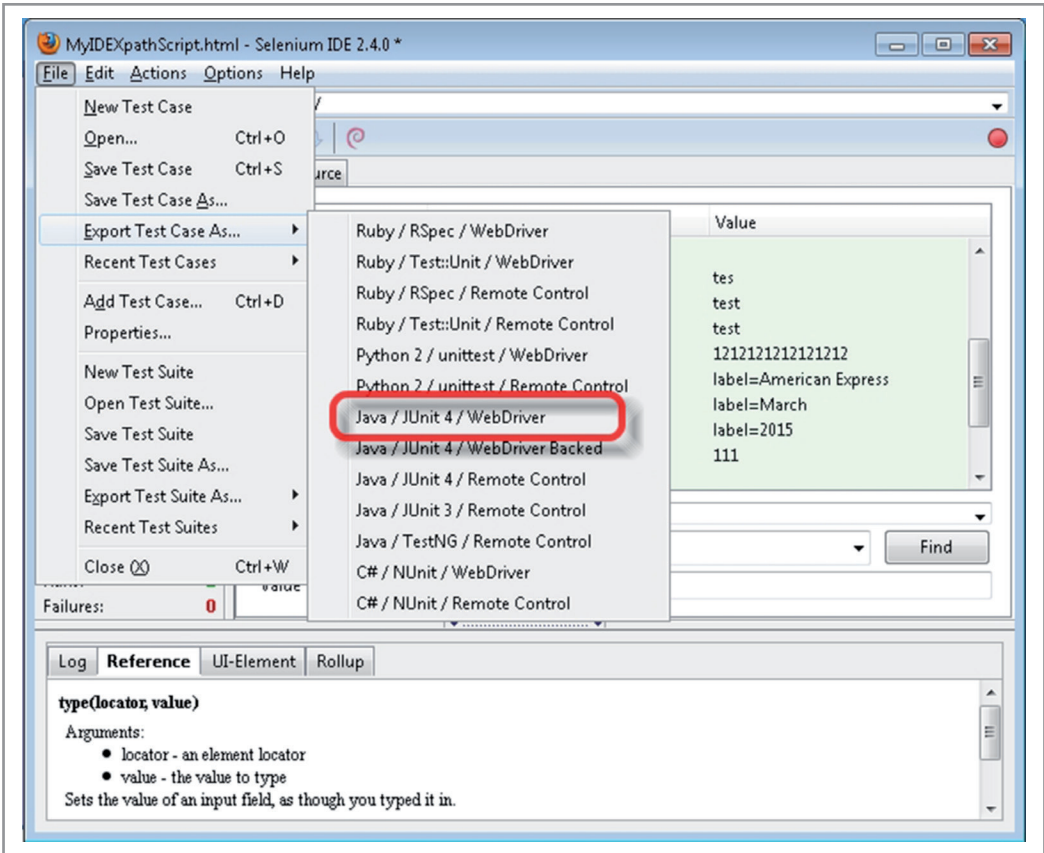 MyIDEXpathScript.html - Selenium IDE 2.4.0 *
File Edit Actions Options Help
New Test Case
Open... Ctrl+O
Save Test Case Ctrl+S
Save Test Case As...
Export Test Case As...
Recent Test Cases
Add Test Case... Ctrl+D
Properties...
New Test Suite
Open Test Suite...
Save Test Suite
Save Test Suite As...
Export Test Suite As...
Recent Test Suites
Close (X) Ctrl+W
Ruby / RSpec / WebDriver
Ruby / Test::Unit / WebDriver
Ruby / RSpec / Remote Control
Ruby / Test::Unit / Remote Control
Python 2 / unittest / WebDriver
Python 2 / unittest / Remote Control
Java / JUnit 4 / WebDriver
Java / JUnit 4 / WebDriver Backed
Java / JUnit 4 / Remote Control
Java / JUnit 3 / Remote Control
Java / TestNG / Remote Control
C# / NUnit / WebDriver
C# / NUnit / Remote Control
/
urce
Value
tes
test
test
1212121212121212
label=American Express
label=March
label=2015
111
Find
Value
Failures: 0
Log Reference UI-Element Rollup
type(locator, value)
Arguments:
● locator - an element locator
● value - the value to type
Sets the value of an input field, as though you typed it in.